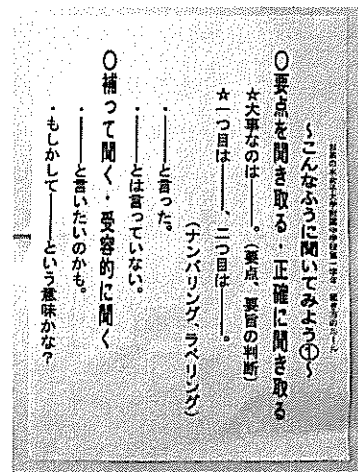 ～こんなふうに聞いてみよう①～
〇要点を聞き取る・正確に聞き取る
☆大事なのは――――。(要点、要旨の判断)
☆一つ目は――――、二つ目は――――。
(ナンバリング、ラベリング)
・――――と言った。
・――――とは言っていない。
〇補って聞く・受容的に聞く
・――――と言いたいのかも。
・もしかして――――という意味かな？